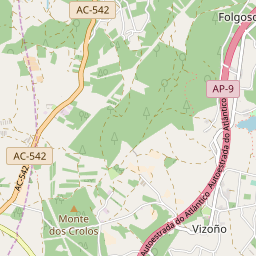 AC-542
Folgoso
AP-9
AC-542
AC-542
Autoestrada do Atlántico
Autoestrada do Atlántico
Monte
dos Crolos
Vizoño